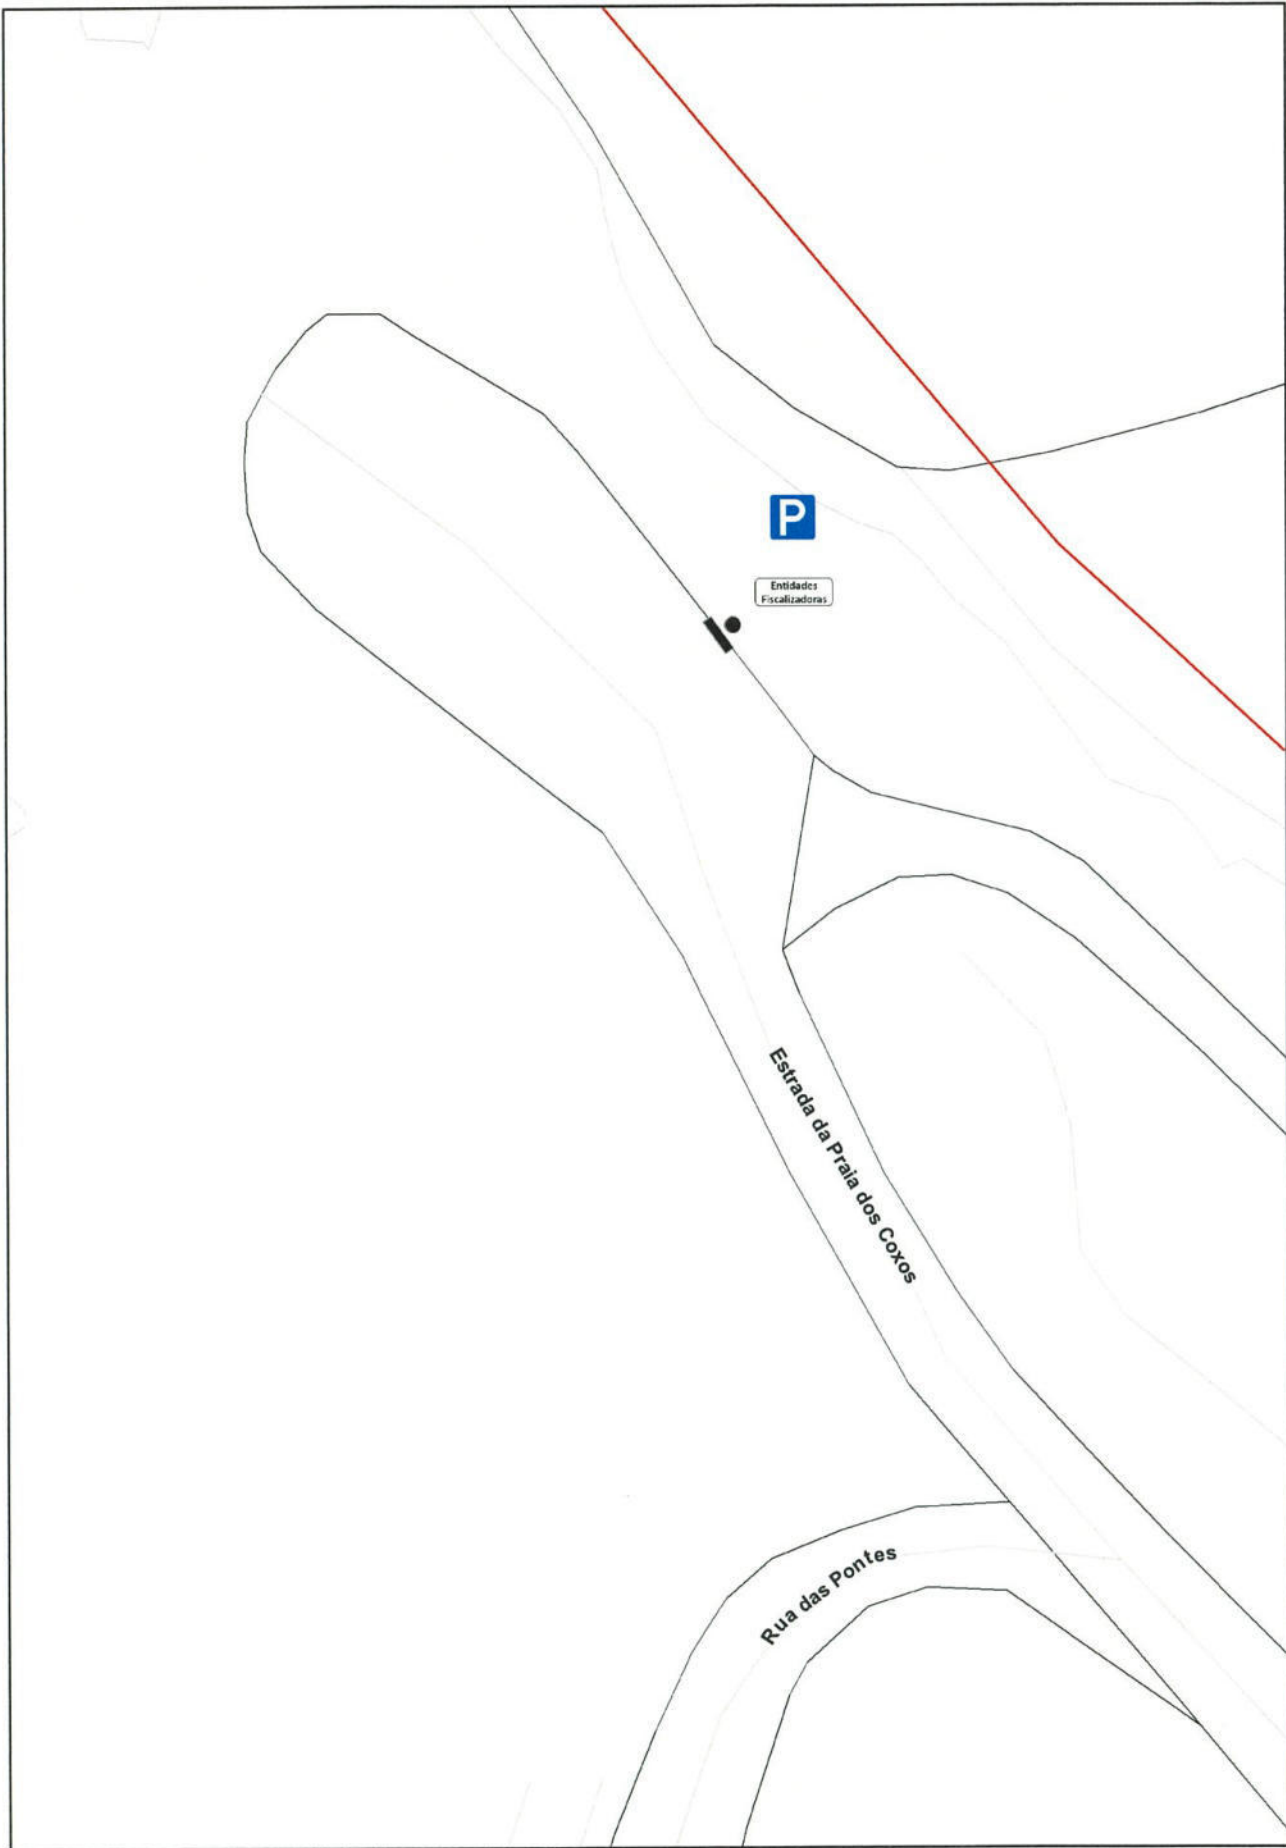 P
Entidades
Fiscalizadoras
Estrada da Praia dos Coxos
Rua das Pontes